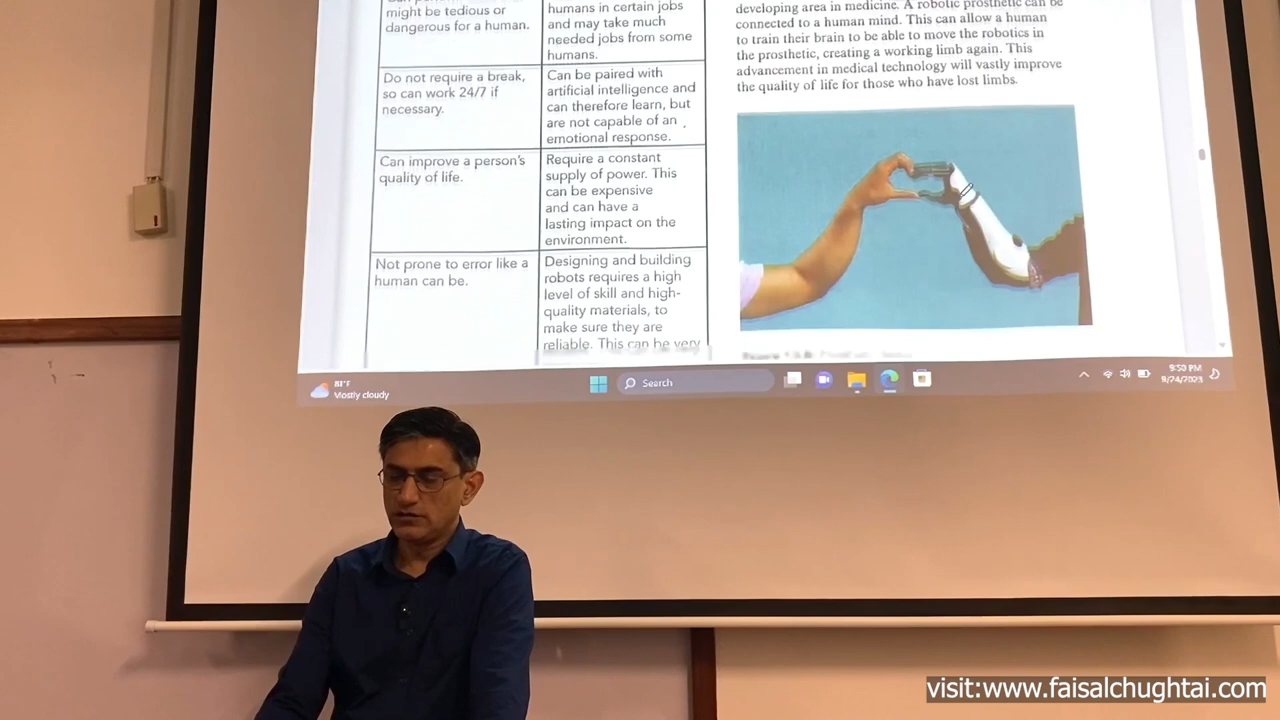 might be tedious or
dangerous for a human.
humans in certain jobs
and may take much
needed jobs from some
humans.
Do not require a break,
so can work 24/7 if
necessary.
Can be paired with
artificial intelligence and
can therefore learn, but
are not capable of an
emotional response.
Can improve a person's
quality of life.
Require a constant
supply of power. This
can be expensive
and can have a
lasting impact on the
environment.
Not prone to error like a
human can be.
Designing and building
robots requires a high
level of skill and high-
quality materials, to
make sure they are
reliable. This can be very
developing area in medicine. A robotic prosthetic can be
connected to a human mind. This can allow a human
to train their brain to be able to move the robotics in
the prosthetic, creating a working limb again. This
advancement in medical technology will vastly improve
the quality of life for those who have lost limbs.
81°F
Mostly cloudy
Search
9:50 PM
9/24/2023
visit:www.faisalchughtai.com